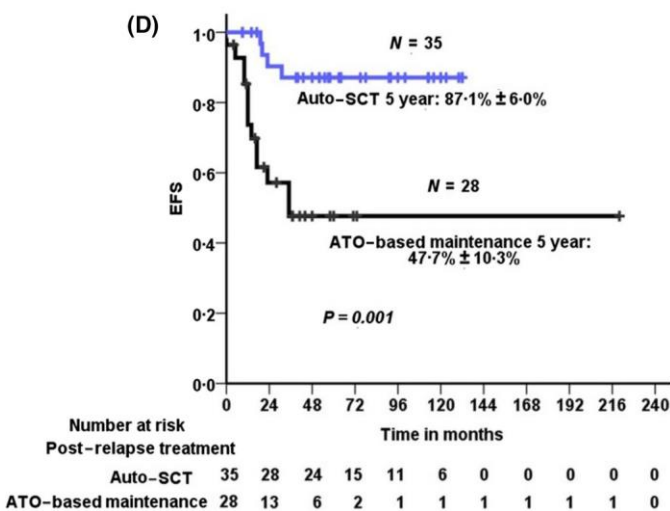 (D)
1·0
N = 35
Auto-SCT 5 year: 87·1% ±6·0%
0·8
0·6
EFS
N = 28
0·4
ATO-based maintenance 5 year:
47·7% ±10·3%
0·2
P = 0.001
0·0
0 24 48 72 96 120 144 168 192 216 240
Number at risk
Time in months
Post-relapse treatment
Auto-SCT 35 28 24 15 11 6 0 0 0 0 0
ATO-based maintenance 28 13 6 2 1 1 1 1 1 1 0